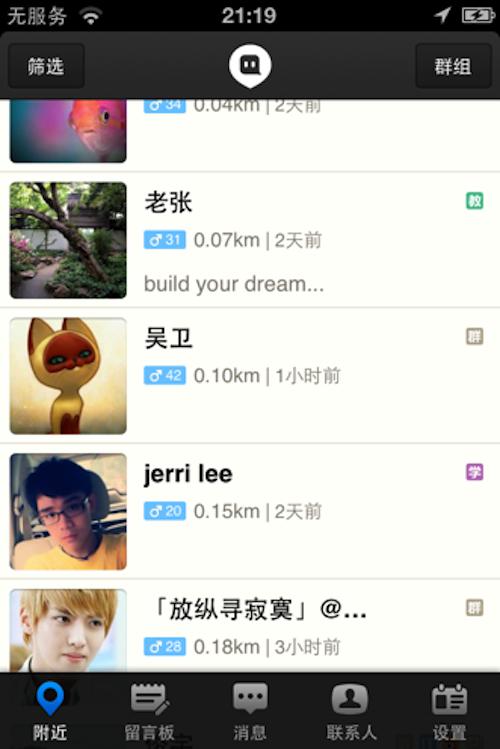 无服务 21:19
筛选 群组
♂34 0.04km | 2天前
老张 教
♂31 0.07km | 2天前
build your dream...
吴卫 群
♂42 0.10km | 1小时前
jerri lee 学
♂20 0.15km | 2天前
「放纵寻寂寞」@... 群
♂28 0.18km | 3小时前
附近 留言板 消息 联系人 设置